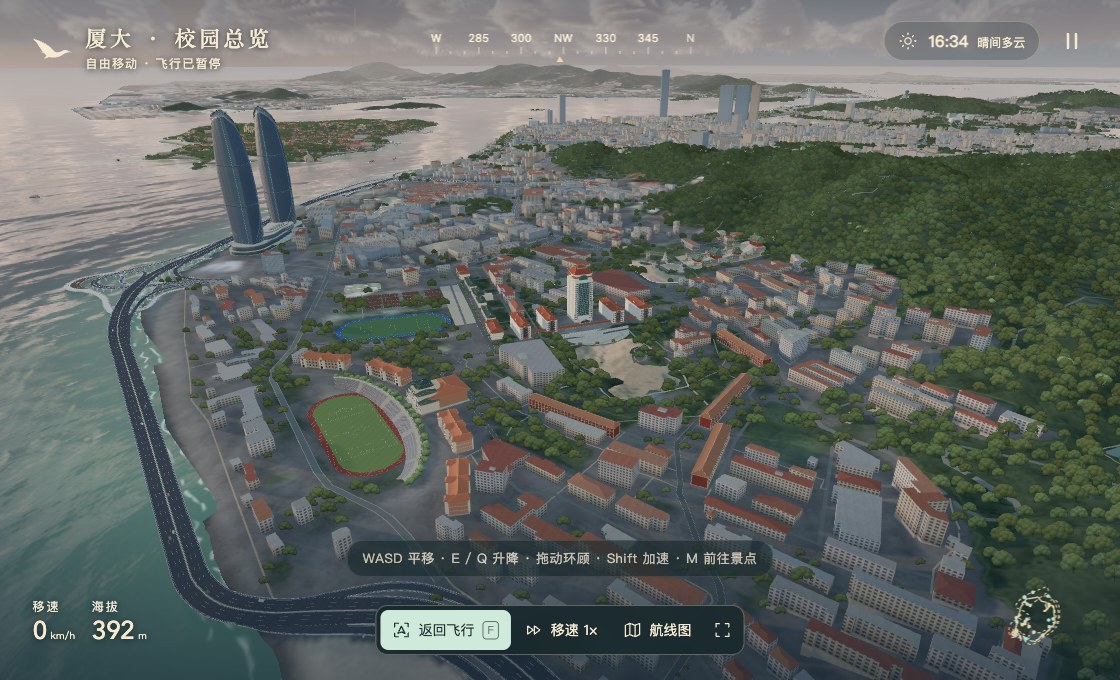 厦大 · 校园总览
自由移动 · 飞行已暂停
W 285 300 NW 330 345 N
16:34 晴间多云
WASD 平移 · E / Q 升降 · 拖动环顾 · Shift 加速 · M 前往景点
移速 海拔
0 km/h 392 m
返回飞行 F 移速 1x 航线图